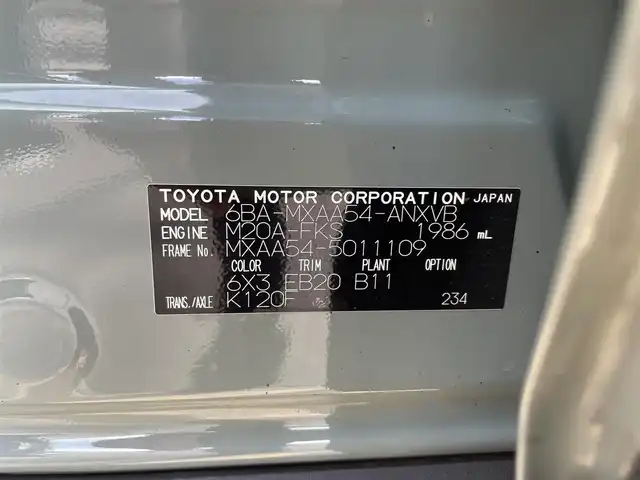 TOYOTA MOTOR CORPORATION JAPAN
MODEL 6BA-MXAA54-ANXVB
ENGINE M20A-FKS 1986 mL
FRAME No. MXAA54-5011109
COLOR TRIM PLANT OPTION
6X3 EB20 B11
TRANS./AXLE K120F 234